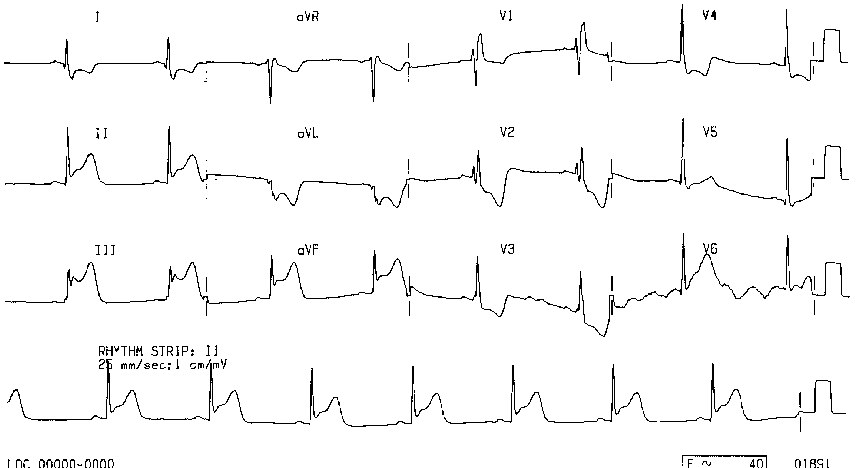 I aVR V1 V4
II aVL V2 V5
III aVF V3 V6
RHYTHM STRIP: II
25 mm/sec;1 cm/mV
LOC 00000-0000 F ~ 40 01891